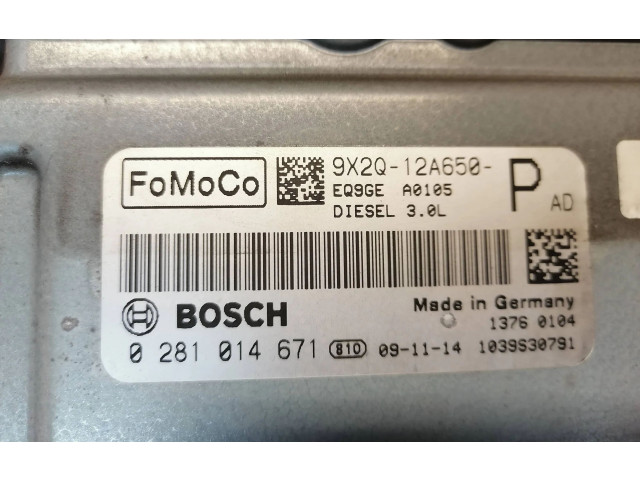 FoMoCo
9X2Q-12A650-
P
AD
EQ9GE A0105
DIESEL 3.0L
BOSCH
Made in Germany
1376 0104
0 281 014 671 810 09-11-14 1039S30791